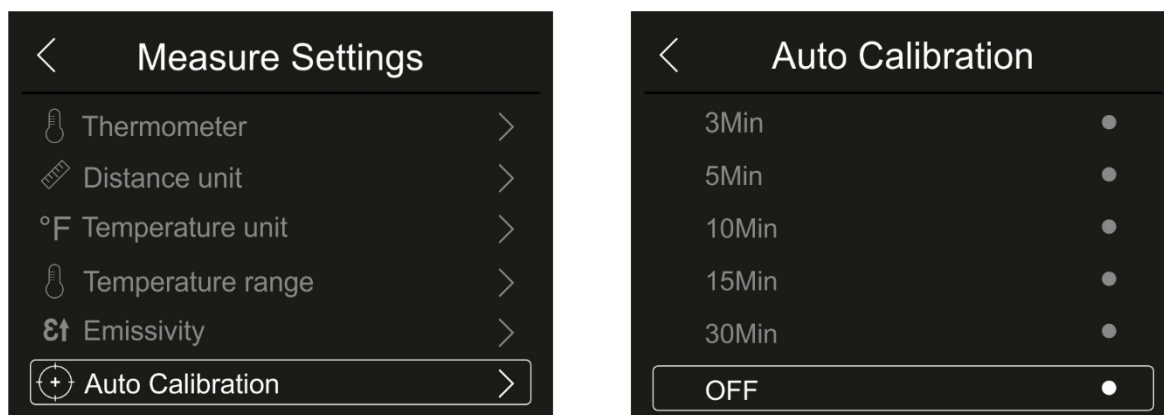 Measure Settings
Thermometer
Distance unit
°F Temperature unit
Temperature range
Ɛ↑ Emissivity
Auto Calibration
Auto Calibration
3Min
5Min
10Min
15Min
30Min
OFF